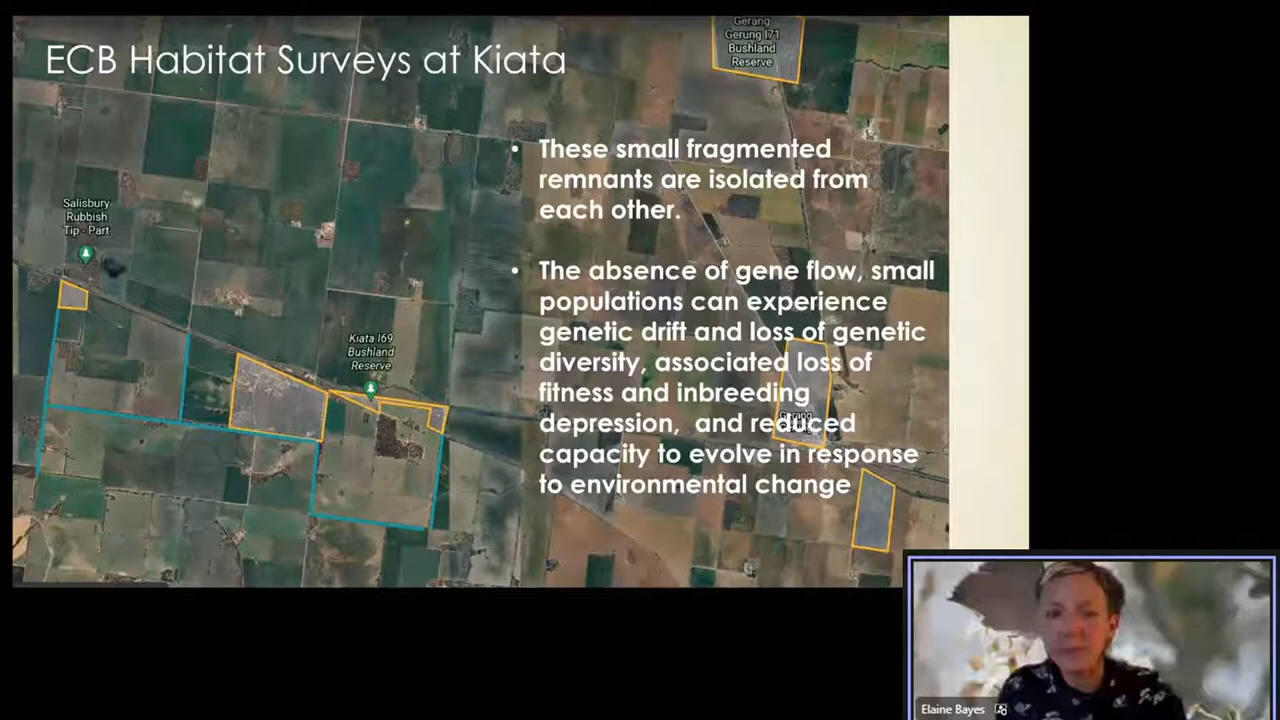 ECB Habitat Surveys at Kiata
Gerang
Gerung I71
Bushland
Reserve
• These small fragmented
remnants are isolated from
each other.
Salisbury
Rubbish
Tip - Part
• The absence of gene flow, small
populations can experience
genetic drift and loss of genetic
diversity, associated loss of
fitness and inbreeding
depression, and reduced
capacity to evolve in response
to environmental change
Kiata I69
Bushland
Reserve
Gerang
Elaine Bayes